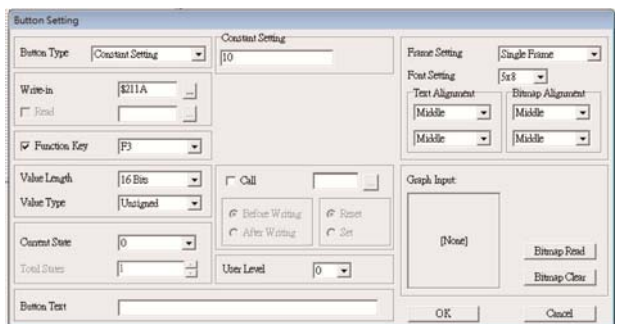 Button Setting
Button Type Constant Setting
Constant Setting
10
Frame Setting Single Frame
Font Setting 5x8
Text Alignment Bitmap Alignment
Middle Middle
Middle Middle
Write-in $211A ...
Read ...
Function Key F3
Value Length 16 Bits
Value Type Unsigned
Call ...
Before Writing Reset
After Writing Set
Graph Input:
[None]
Bitmap Read
Bitmap Clear
Current State 0
Total States 1
User Level 0
Button Text
OK Cancel